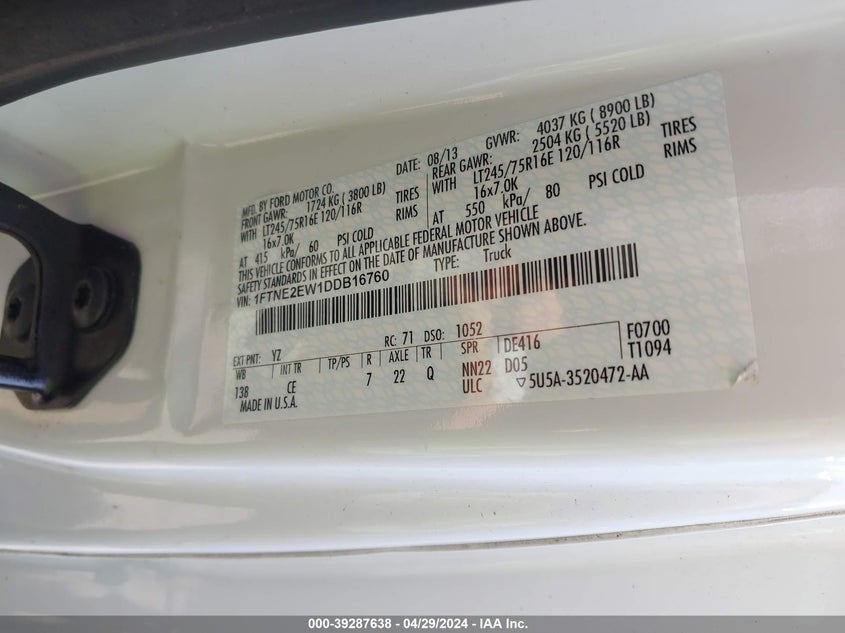 MFD. BY FORD MOTOR CO.
DATE: 08/13 GVWR: 4037 KG ( 8900 LB)
FRONT GAWR: 1724 KG ( 3800 LB) REAR GAWR: 2504 KG ( 5520 LB)
WITH LT245/75R16E 120/116R TIRES WITH LT245/75R16E 120/116R TIRES
16x7.0K RIMS 16x7.0K RIMS
AT 415 kPa/ 60 PSI COLD AT 550 kPa/ 80 PSI COLD
THIS VEHICLE CONFORMS TO ALL APPLICABLE FEDERAL MOTOR VEHICLE
SAFETY STANDARDS IN EFFECT ON THE DATE OF MANUFACTURE SHOWN ABOVE.
VIN: 1FTNE2EW1DDB16760
TYPE: Truck
EXT PNT: YZ RC: 71 DSO: 1052
WB INT TR TP/PS R AXLE TR SPR DE416 F0700
138 CE 7 22 Q NN22 D05 T1094
MADE IN U.S.A. ULC ▽5U5A-3520472-AA
000-39287638 - 04/29/2024 - IAA Inc.